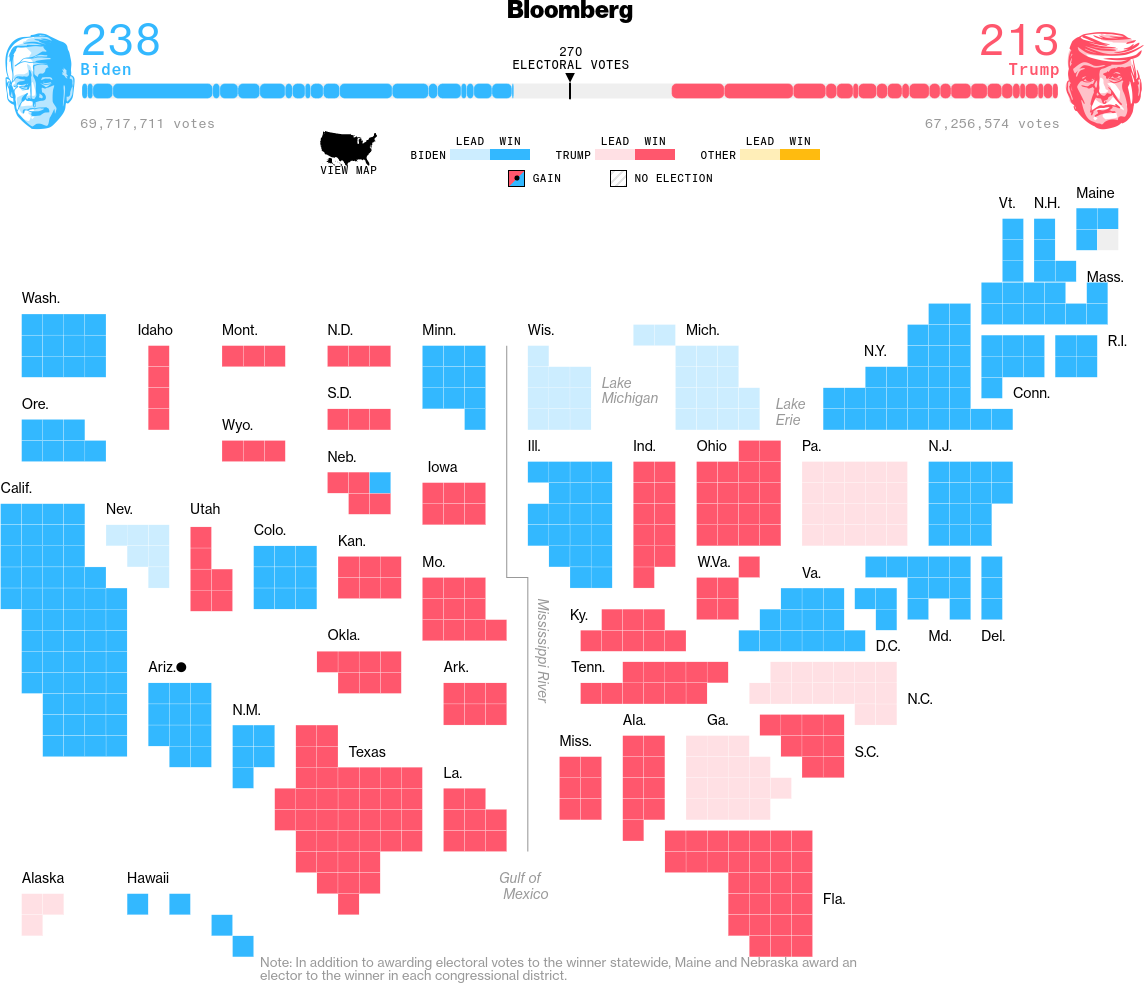 Bloomberg
238
Biden
69,717,711 votes
270
ELECTORAL VOTES
213
Trump
67,256,574 votes
VIEW MAP
LEAD WIN LEAD WIN LEAD WIN
BIDEN TRUMP OTHER
GAIN NO ELECTION
Maine
Vt. N.H.
Mass.
Wash.
Idaho Mont. N.D. Minn. Wis. Mich.
R.I.
N.Y.
Lake
Michigan
S.D.
Conn.
Ore.
Lake
Erie
Wyo.
Ill. Ind. Ohio Pa. N.J.
Neb.
Iowa
Calif.
Nev. Utah
Colo.
Kan.
Mo. W.Va.
Va.
Mississippi River
Ky.
Okla.
Md. Del.
D.C.
Ariz. Ark. Tenn.
N.C.
N.M.
Ala. Ga.
Miss.
Texas S.C.
La.
Alaska Hawaii
Gulf of
Mexico
Fla.
Note: In addition to awarding electoral votes to the winner statewide, Maine and Nebraska award an
elector to the winner in each congressional district.